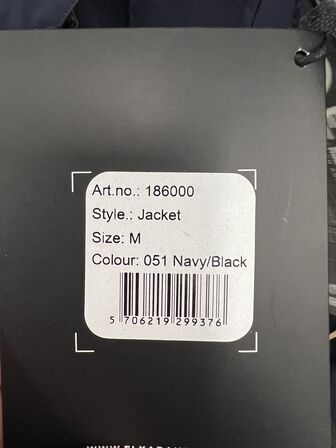 Art.no.: 186000
Style.: Jacket
Size: M
Colour: 051 Navy/Black
5 706219 299376